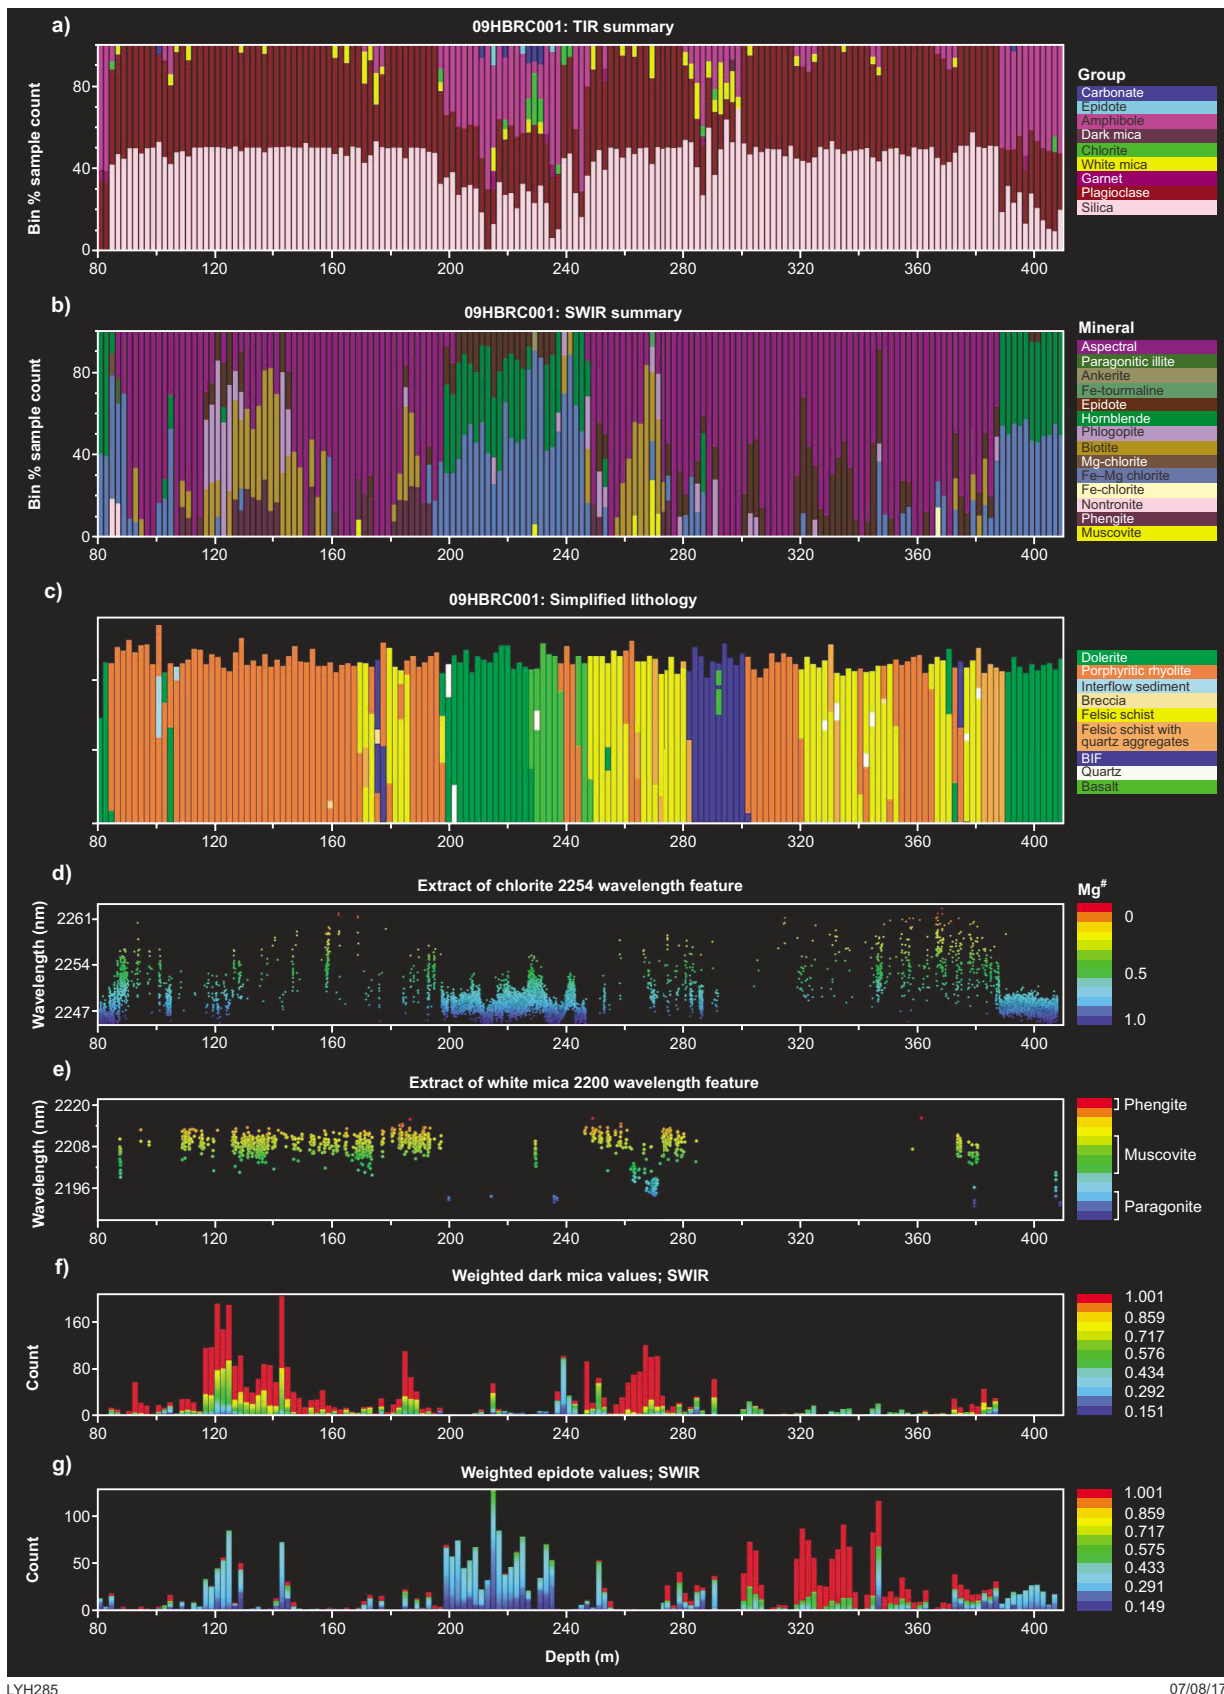 a)
09HBRC001: TIR summary
Bin % sample count
80
40
0
80 120 160 200 240 280 320 360 400
Group
Carbonate
Epidote
Amphibole
Dark mica
Chlorite
White mica
Garnet
Plagioclase
Silica
b)
09HBRC001: SWIR summary
Bin % sample count
80
40
0
80 120 160 200 240 280 320 360 400
Mineral
Aspectral
Paragonitic illite
Ankerite
Fe-tourmaline
Epidote
Hornblende
Phlogopite
Biotite
Mg-chlorite
Fe–Mg chlorite
Fe-chlorite
Nontronite
Phengite
Muscovite
c)
09HBRC001: Simplified lithology
80 120 160 200 240 280 320 360 400
Dolerite
Porphyritic rhyolite
Interflow sediment
Breccia
Felsic schist
Felsic schist with
quartz aggregates
BIF
Quartz
Basalt
d)
Extract of chlorite 2254 wavelength feature
Wavelength (nm)
2261
2254
2247
80 120 160 200 240 280 320 360 400
Mg#
0
0.5
1.0
e)
Extract of white mica 2200 wavelength feature
Wavelength (nm)
2220
2208
2196
80 120 160 200 240 280 320 360 400
Phengite
Muscovite
Paragonite
f)
Weighted dark mica values; SWIR
Count
160
80
0
80 120 160 200 240 280 320 360 400
1.001
0.859
0.717
0.576
0.434
0.292
0.151
g)
Weighted epidote values; SWIR
Count
100
50
0
80 120 160 200 240 280 320 360 400
Depth (m)
1.001
0.859
0.717
0.575
0.433
0.291
0.149
LYH285
07/08/17